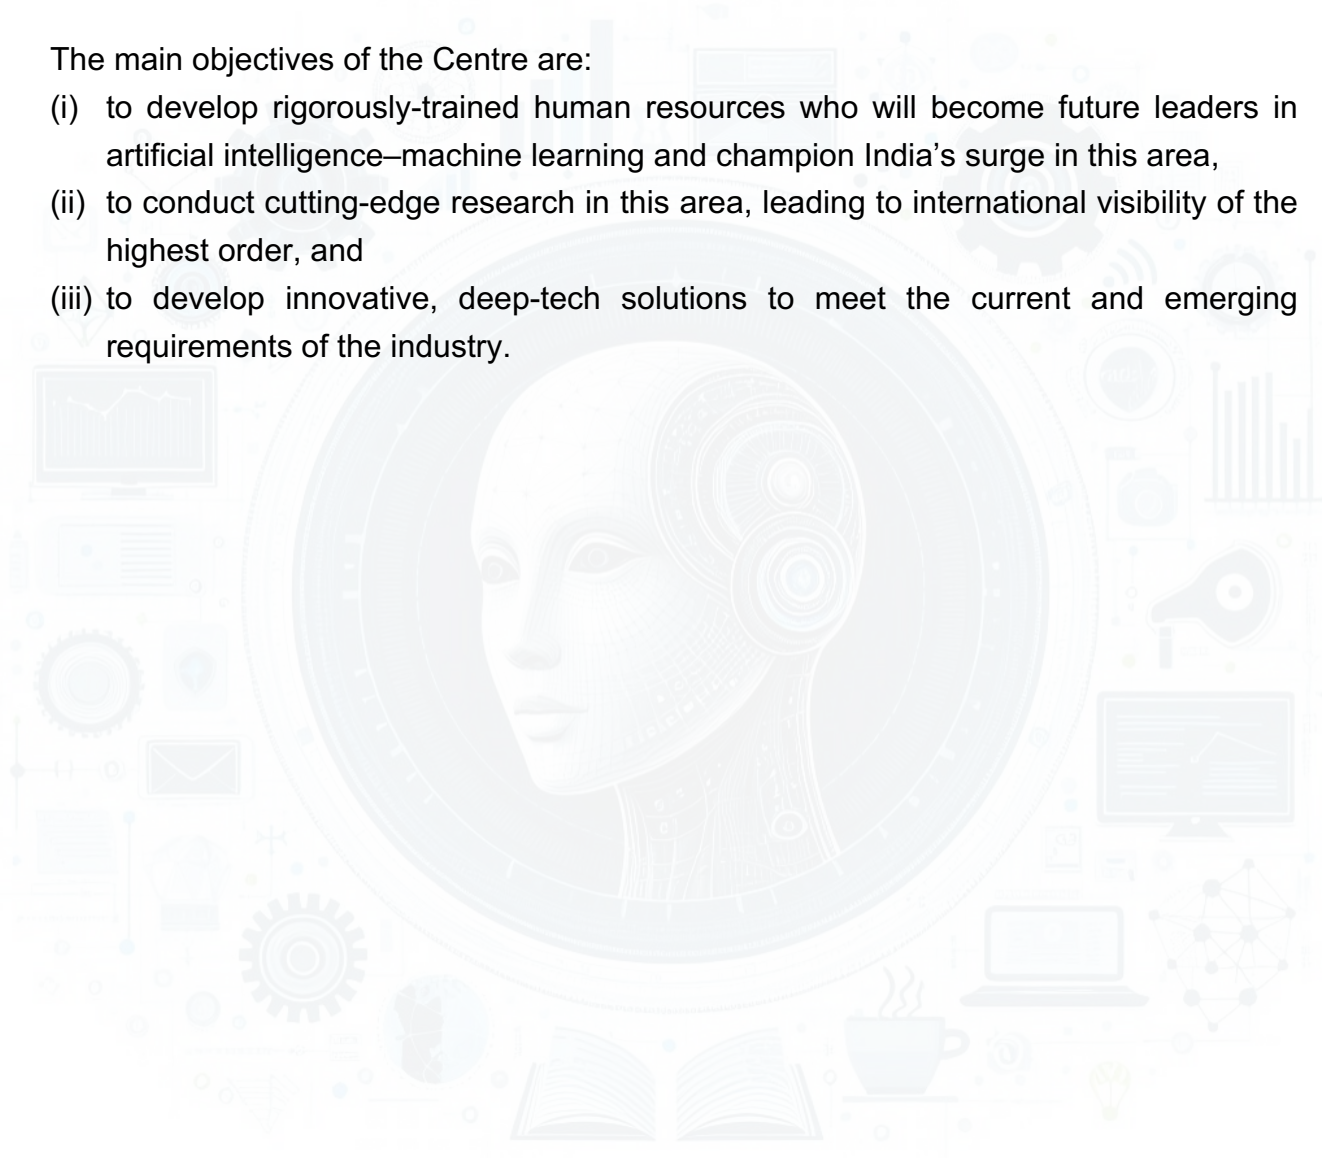 The main objectives of the Centre are:
(i) to develop rigorously-trained human resources who will become future leaders in
artificial intelligence–machine learning and champion India’s surge in this area,
(ii) to conduct cutting-edge research in this area, leading to international visibility of the
highest order, and
(iii) to develop innovative, deep-tech solutions to meet the current and emerging
requirements of the industry.